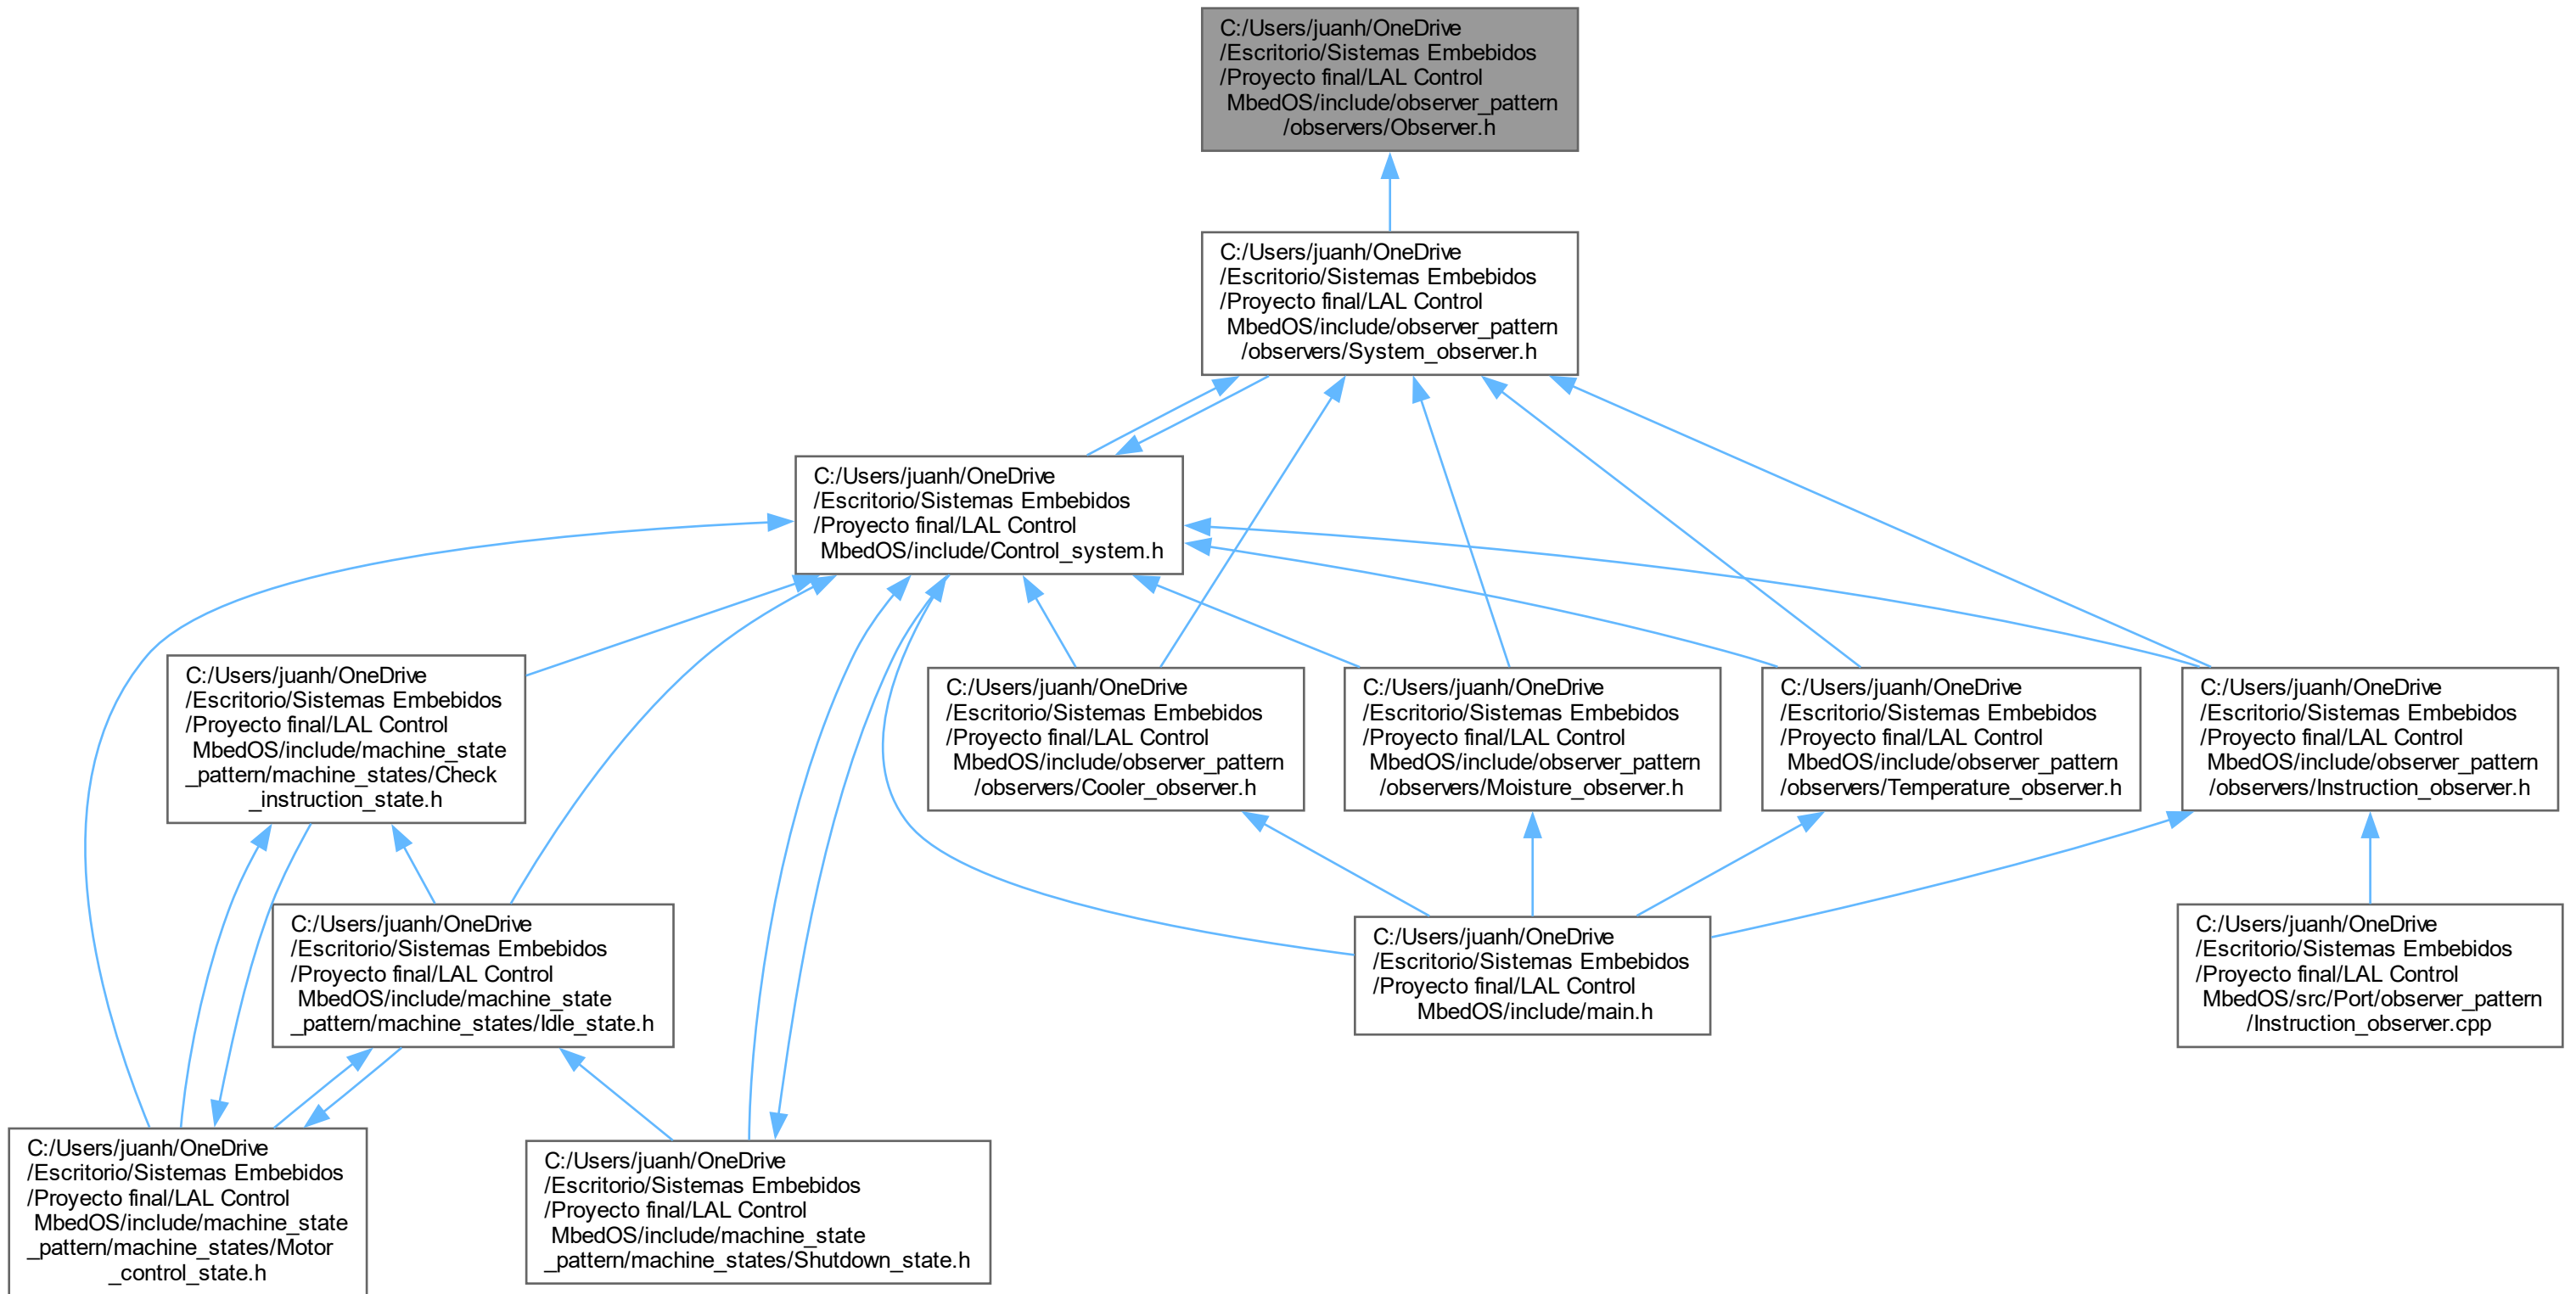 C:/Users/juanh/OneDrive
/Escritorio/Sistemas Embebidos
/Proyecto final/LAL Control
MbedOS/include/observer_pattern
/observers/Observer.h
C:/Users/juanh/OneDrive
/Escritorio/Sistemas Embebidos
/Proyecto final/LAL Control
MbedOS/include/observer_pattern
/observers/System_observer.h
C:/Users/juanh/OneDrive
/Escritorio/Sistemas Embebidos
/Proyecto final/LAL Control
MbedOS/include/Control_system.h
C:/Users/juanh/OneDrive
/Escritorio/Sistemas Embebidos
/Proyecto final/LAL Control
MbedOS/include/machine_state
_pattern/machine_states/Check
_instruction_state.h
C:/Users/juanh/OneDrive
/Escritorio/Sistemas Embebidos
/Proyecto final/LAL Control
MbedOS/include/observer_pattern
/observers/Cooler_observer.h
C:/Users/juanh/OneDrive
/Escritorio/Sistemas Embebidos
/Proyecto final/LAL Control
MbedOS/include/observer_pattern
/observers/Moisture_observer.h
C:/Users/juanh/OneDrive
/Escritorio/Sistemas Embebidos
/Proyecto final/LAL Control
MbedOS/include/observer_pattern
/observers/Temperature_observer.h
C:/Users/juanh/OneDrive
/Escritorio/Sistemas Embebidos
/Proyecto final/LAL Control
MbedOS/include/observer_pattern
/observers/Instruction_observer.h
C:/Users/juanh/OneDrive
/Escritorio/Sistemas Embebidos
/Proyecto final/LAL Control
MbedOS/include/machine_state
_pattern/machine_states/Idle_state.h
C:/Users/juanh/OneDrive
/Escritorio/Sistemas Embebidos
/Proyecto final/LAL Control
MbedOS/include/main.h
C:/Users/juanh/OneDrive
/Escritorio/Sistemas Embebidos
/Proyecto final/LAL Control
MbedOS/src/Port/observer_pattern
/Instruction_observer.cpp
C:/Users/juanh/OneDrive
/Escritorio/Sistemas Embebidos
/Proyecto final/LAL Control
MbedOS/include/machine_state
_pattern/machine_states/Motor
_control_state.h
C:/Users/juanh/OneDrive
/Escritorio/Sistemas Embebidos
/Proyecto final/LAL Control
MbedOS/include/machine_state
_pattern/machine_states/Shutdown_state.h